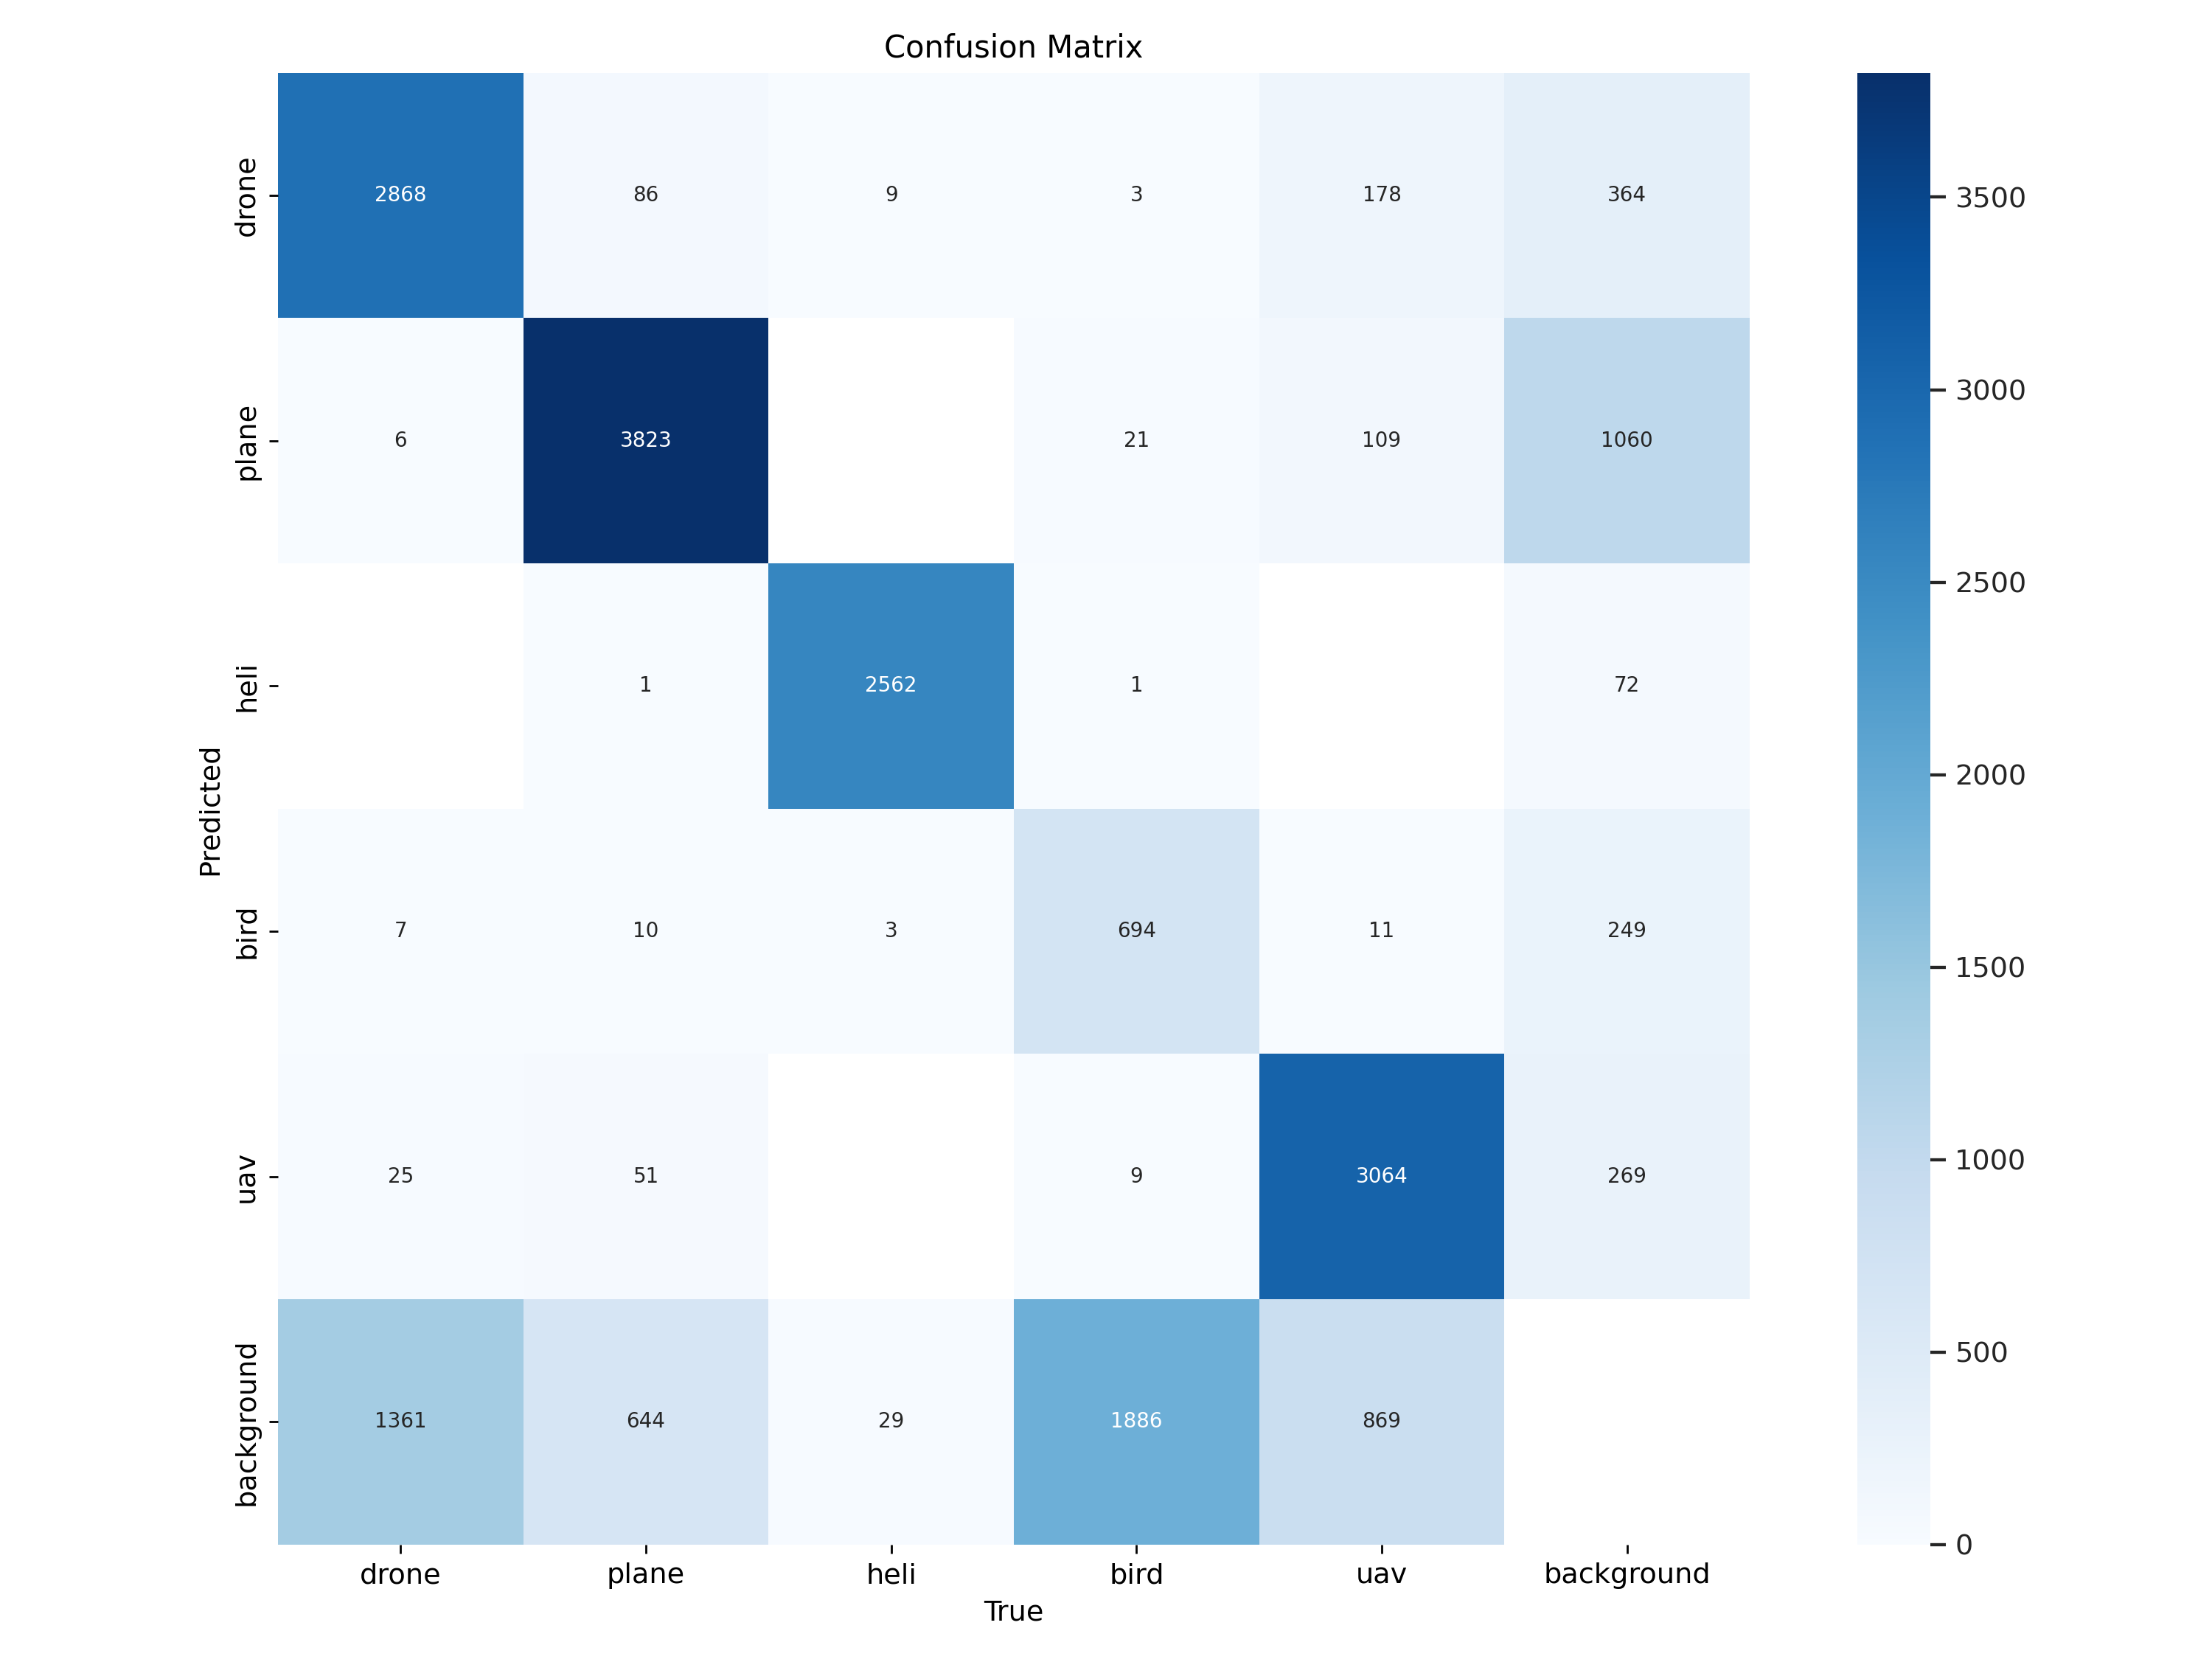 Confusion Matrix
drone 2868 86 9 3 178 364
plane 6 3823 21 109 1060
heli 1 2562 1 72
bird 7 10 3 694 11 249
uav 25 51 9 3064 269
background 1361 644 29 1886 869
drone plane heli bird uav background
True
Predicted
3500
3000
2500
2000
1500
1000
500
0